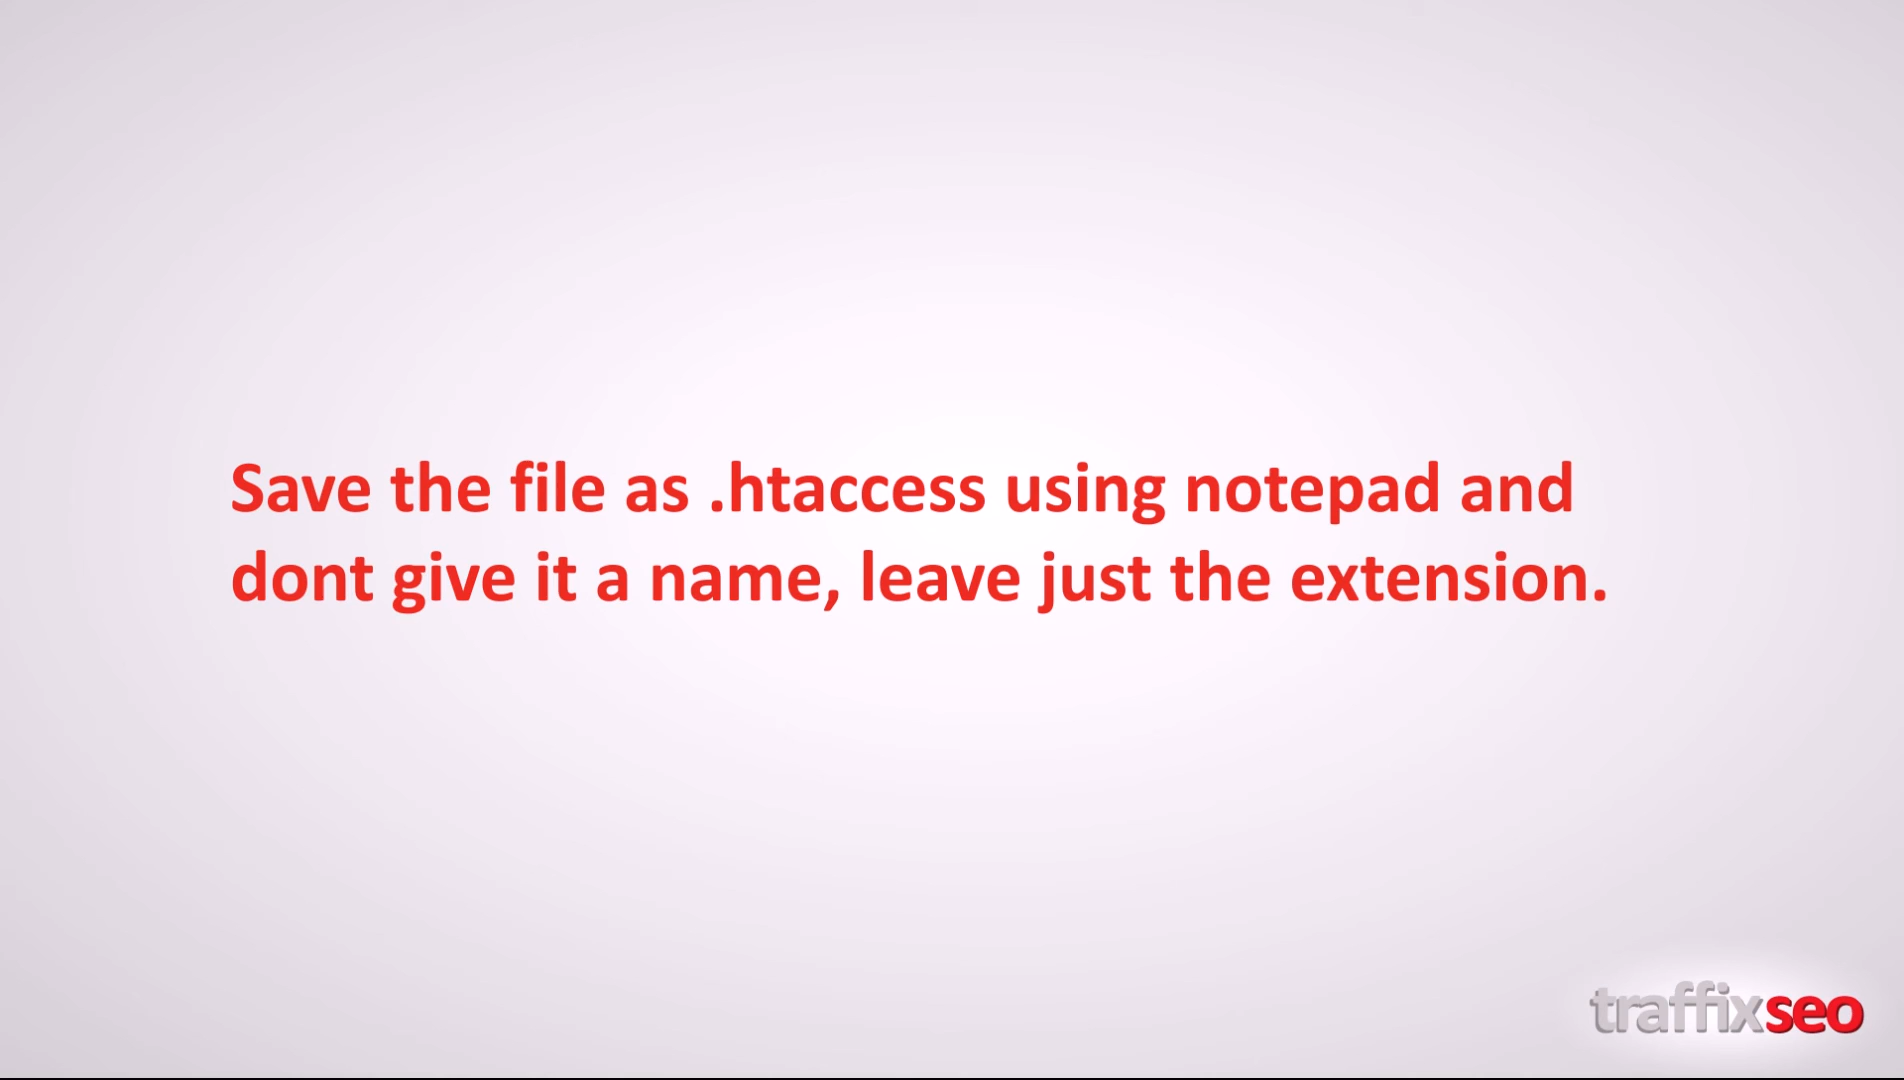 Save the file as .htaccess using notepad and
dont give it a name, leave just the extension.
traffixseo